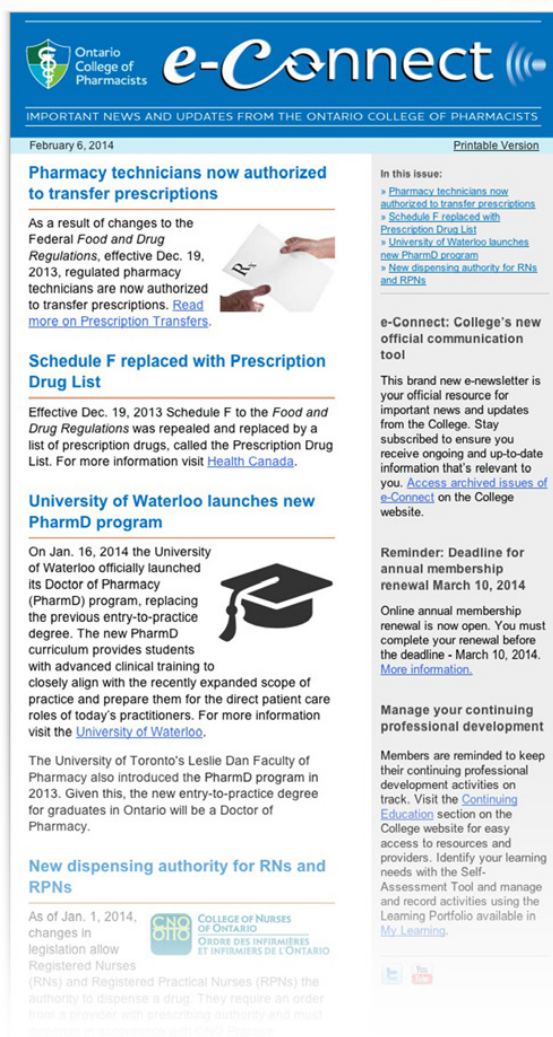 Ontario
College of
Pharmacists
e-Connect
IMPORTANT NEWS AND UPDATES FROM THE ONTARIO COLLEGE OF PHARMACISTS
February 6, 2014
Printable Version
Pharmacy technicians now authorized
to transfer prescriptions
As a result of changes to the
Federal Food and Drug
Regulations, effective Dec. 19,
2013, regulated pharmacy
technicians are now authorized
to transfer prescriptions. Read
more on Prescription Transfers.
Rx
Schedule F replaced with Prescription
Drug List
Effective Dec. 19, 2013 Schedule F to the Food and
Drug Regulations was repealed and replaced by a
list of prescription drugs, called the Prescription Drug
List. For more information visit Health Canada.
University of Waterloo launches new
PharmD program
On Jan. 16, 2014 the University
of Waterloo officially launched
its Doctor of Pharmacy
(PharmD) program, replacing
the previous entry-to-practice
degree. The new PharmD
curriculum provides students
with advanced clinical training to
closely align with the recently expanded scope of
practice and prepare them for the direct patient care
roles of today's practitioners. For more information
visit the University of Waterloo.
The University of Toronto's Leslie Dan Faculty of
Pharmacy also introduced the PharmD program in
2013. Given this, the new entry-to-practice degree
for graduates in Ontario will be a Doctor of
Pharmacy.
New dispensing authority for RNs and
RPNs
As of Jan. 1, 2014,
changes in
legislation allow
Registered Nurses
(RNs) and Registered Practical Nurses (RPNs) the
authority to dispense a drug. They require an order
from a provider with prescribing authority and must
CNO
OIIO
COLLEGE OF NURSES
OF ONTARIO
ORDRE DES INFIRMIÈRES
ET INFIRMIERS DE L'ONTARIO
In this issue:
» Pharmacy technicians now
authorized to transfer prescriptions
» Schedule F replaced with
Prescription Drug List
» University of Waterloo launches
new PharmD program
» New dispensing authority for RNs
and RPNs
e-Connect: College's new
official communication
tool
This brand new e-newsletter is
your official resource for
important news and updates
from the College. Stay
subscribed to ensure you
receive ongoing and up-to-date
information that's relevant to
you. Access archived issues of
e-Connect on the College
website.
Reminder: Deadline for
annual membership
renewal March 10, 2014
Online annual membership
renewal is now open. You must
complete your renewal before
the deadline - March 10, 2014.
More information.
Manage your continuing
professional development
Members are reminded to keep
their continuing professional
development activities on
track. Visit the Continuing
Education section on the
College website for easy
access to resources and
providers. Identify your learning
needs with the Self-
Assessment Tool and manage
and record activities using the
Learning Portfolio available in
My Learning.
You
Tube